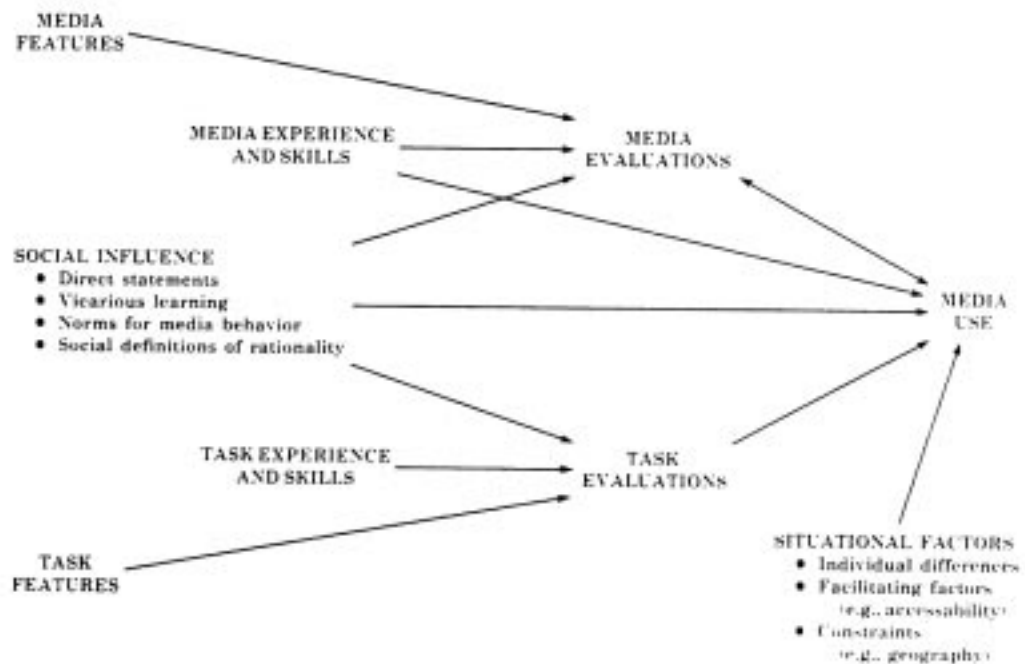 MEDIA
FEATURES
MEDIA EXPERIENCE
AND SKILLS
MEDIA
EVALUATIONS
SOCIAL INFLUENCE
● Direct statements
● Vicarious learning
● Norms for media behavior
● Social definitions of rationality
MEDIA
USE
TASK EXPERIENCE
AND SKILLS
TASK
EVALUATIONS
TASK
FEATURES
SITUATIONAL FACTORS
● Individual differences
● Facilitating factors
(e.g., accessability)
● Constraints
(e.g., geography)